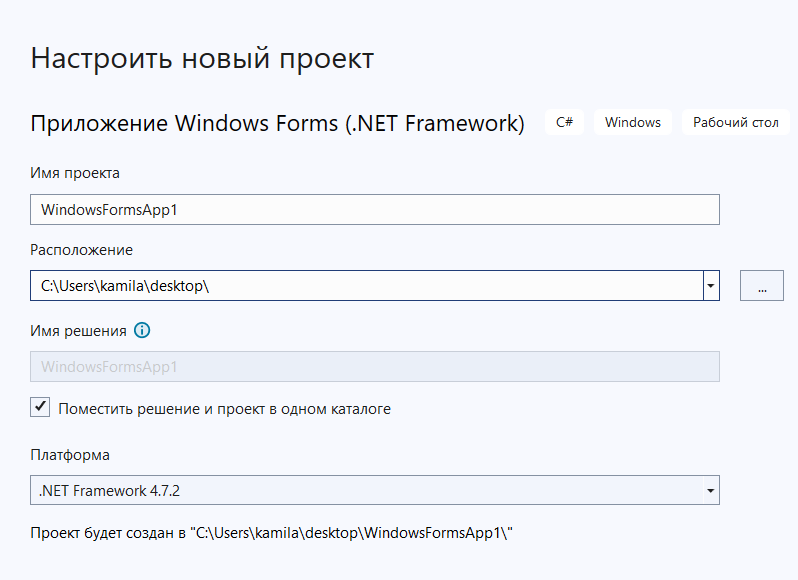 Настроить новый проект
Приложение Windows Forms (.NET Framework) C# Windows Рабочий стол
Имя проекта
WindowsFormsApp1
Расположение
C:\Users\kamila\desktop\
...
Имя решения
WindowsFormsApp1
Поместить решение и проект в одном каталоге
Платформа
.NET Framework 4.7.2
Проект будет создан в "C:\Users\kamila\desktop\WindowsFormsApp1\"